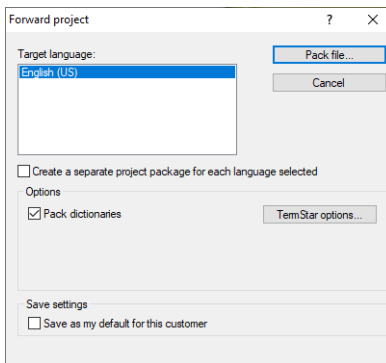 Forward project
? ×
Target language:
Pack file...
English (US)
Cancel
Create a separate project package for each language selected
Options
Pack dictionaries
TermStar options...
Save settings
Save as my default for this customer